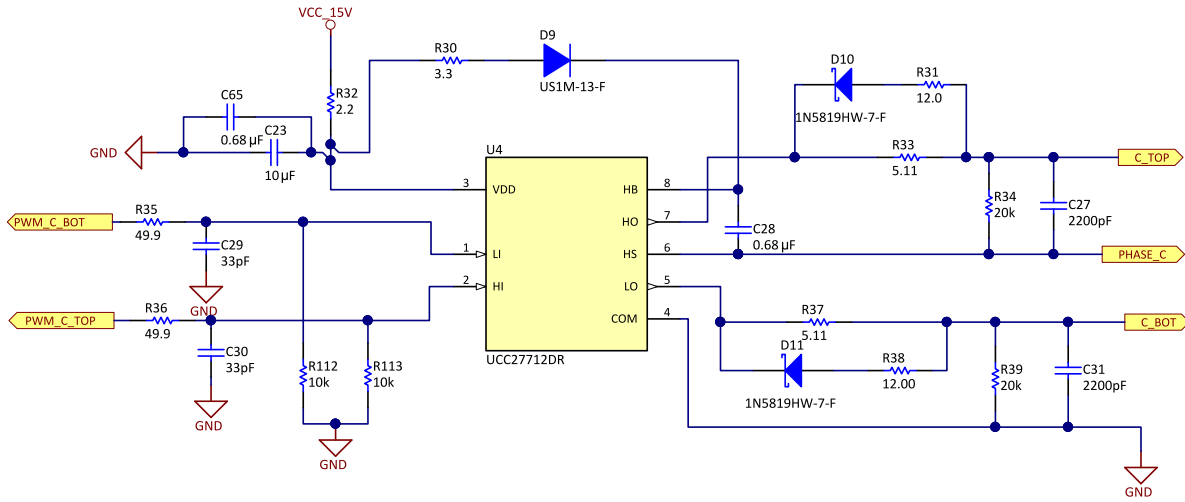 VCC_15V
D9
R30
3.3
US1M-13-F
D10
R31
12.0
1N5819HW-7-F
R32
2.2
C65
0.68 µF
C23
10 µF
GND
U4
R33
5.11
C_TOP
3 VDD
HB 8
R34
20k
C27
2200pF
PWM_C_BOT
R35
49.9
HO 7
C28
0.68 µF
C29
33pF
1 LI
HS 6
PHASE_C
GND
2 HI
LO 5
PWM_C_TOP
R36
49.9
COM 4
R37
5.11
C_BOT
C30
33pF
UCC27712DR
R112
10k
R113
10k
D11
R38
12.00
1N5819HW-7-F
R39
20k
C31
2200pF
GND
GND
GND